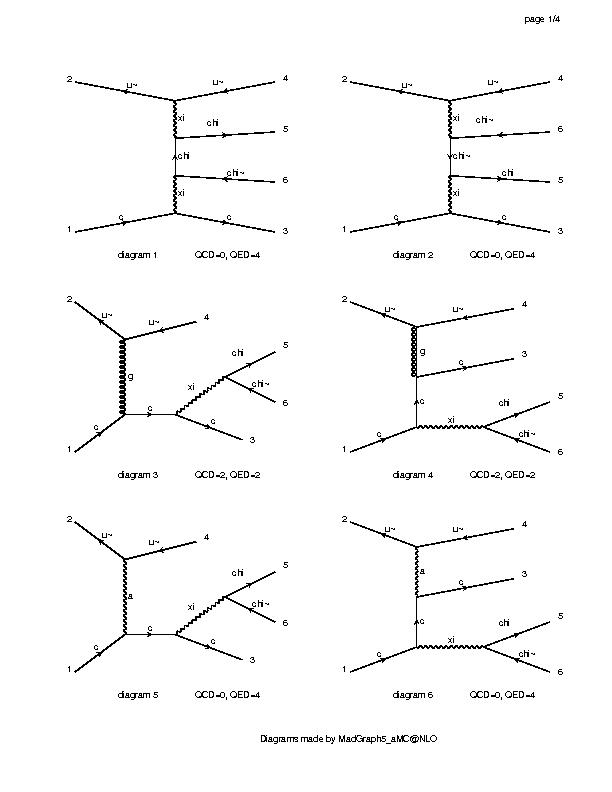 page 1/4
2 u~ u~ 4
xi
chi 5
chi
chi~ 6
xi
1 c c 3
diagram 1 QCD=0, QED=4
2 u~ u~ 4
xi
chi~ 6
chi~
chi 5
xi
1 c c 3
diagram 2 QCD=0, QED=4
2 u~ u~ 4
g
chi 5
xi chi~
6
1 c c c 3
diagram 3 QCD=2, QED=2
2 u~ u~ 4
g
c 3
c
chi 5
1 c xi chi~ 6
diagram 4 QCD=2, QED=2
2 u~ u~ 4
a
chi 5
xi chi~
6
1 c c c 3
diagram 5 QCD=0, QED=4
2 u~ u~ 4
a
c 3
c
chi 5
1 c xi chi~ 6
diagram 6 QCD=0, QED=4
Diagrams made by MadGraph5_aMC@NLO